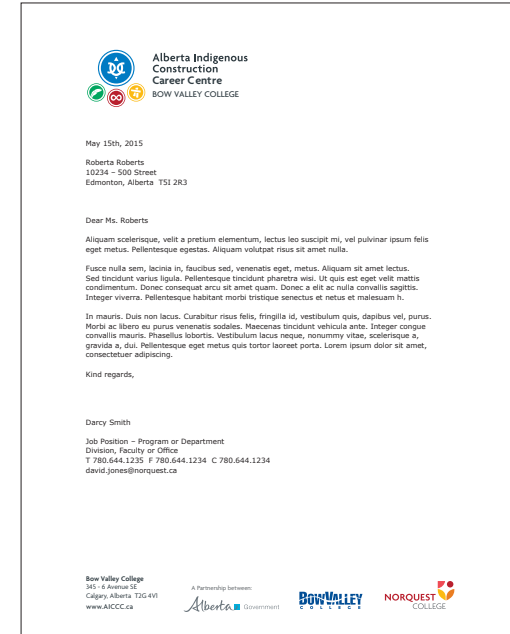 Alberta Indigenous
Construction
Career Centre
BOW VALLEY COLLEGE
May 15th, 2015
Roberta Roberts
10234 – 500 Street
Edmonton, Alberta T5I 2R3
Dear Ms. Roberts
Aliquam scelerisque, velit a pretium elementum, lectus leo suscipit mi, vel pulvinar ipsum felis
eget metus. Pellentesque egestas. Aliquam volutpat risus sit amet nulla.
Fusce nulla sem, lacinia in, faucibus sed, venenatis eget, metus. Aliquam sit amet lectus.
Sed tincidunt varius ligula. Pellentesque tincidunt pharetra wisi. Ut quis est eget velit mattis
condimentum. Donec consequat arcu sit amet quam. Donec a elit ac nulla convallis sagittis.
Integer viverra. Pellentesque habitant morbi tristique senectus et netus et malesuam h.
In mauris. Duis non lacus. Curabitur risus felis, fringilla id, vestibulum quis, dapibus vel, purus.
Morbi ac libero eu purus venenatis sodales. Maecenas tincidunt vehicula ante. Integer congue
convallis mauris. Phasellus lobortis. Vestibulum lacus neque, nonummy vitae, scelerisque a,
gravida a, dui. Pellentesque eget metus quis tortor laoreet porta. Lorem ipsum dolor sit amet,
consectetuer adipiscing.
Kind regards,
Darcy Smith
Job Position – Program or Department
Division, Faculty or Office
T 780.644.1235 F 780.644.1234 C 780.644.1234
david.jones@norquest.ca
Bow Valley College
345 - 6 Avenue SE
Calgary, Alberta T2G 4V1
www.AICCC.ca
A Partnership between:
Alberta Government
BOW VALLEY
COLLEGE
NORQUEST
COLLEGE